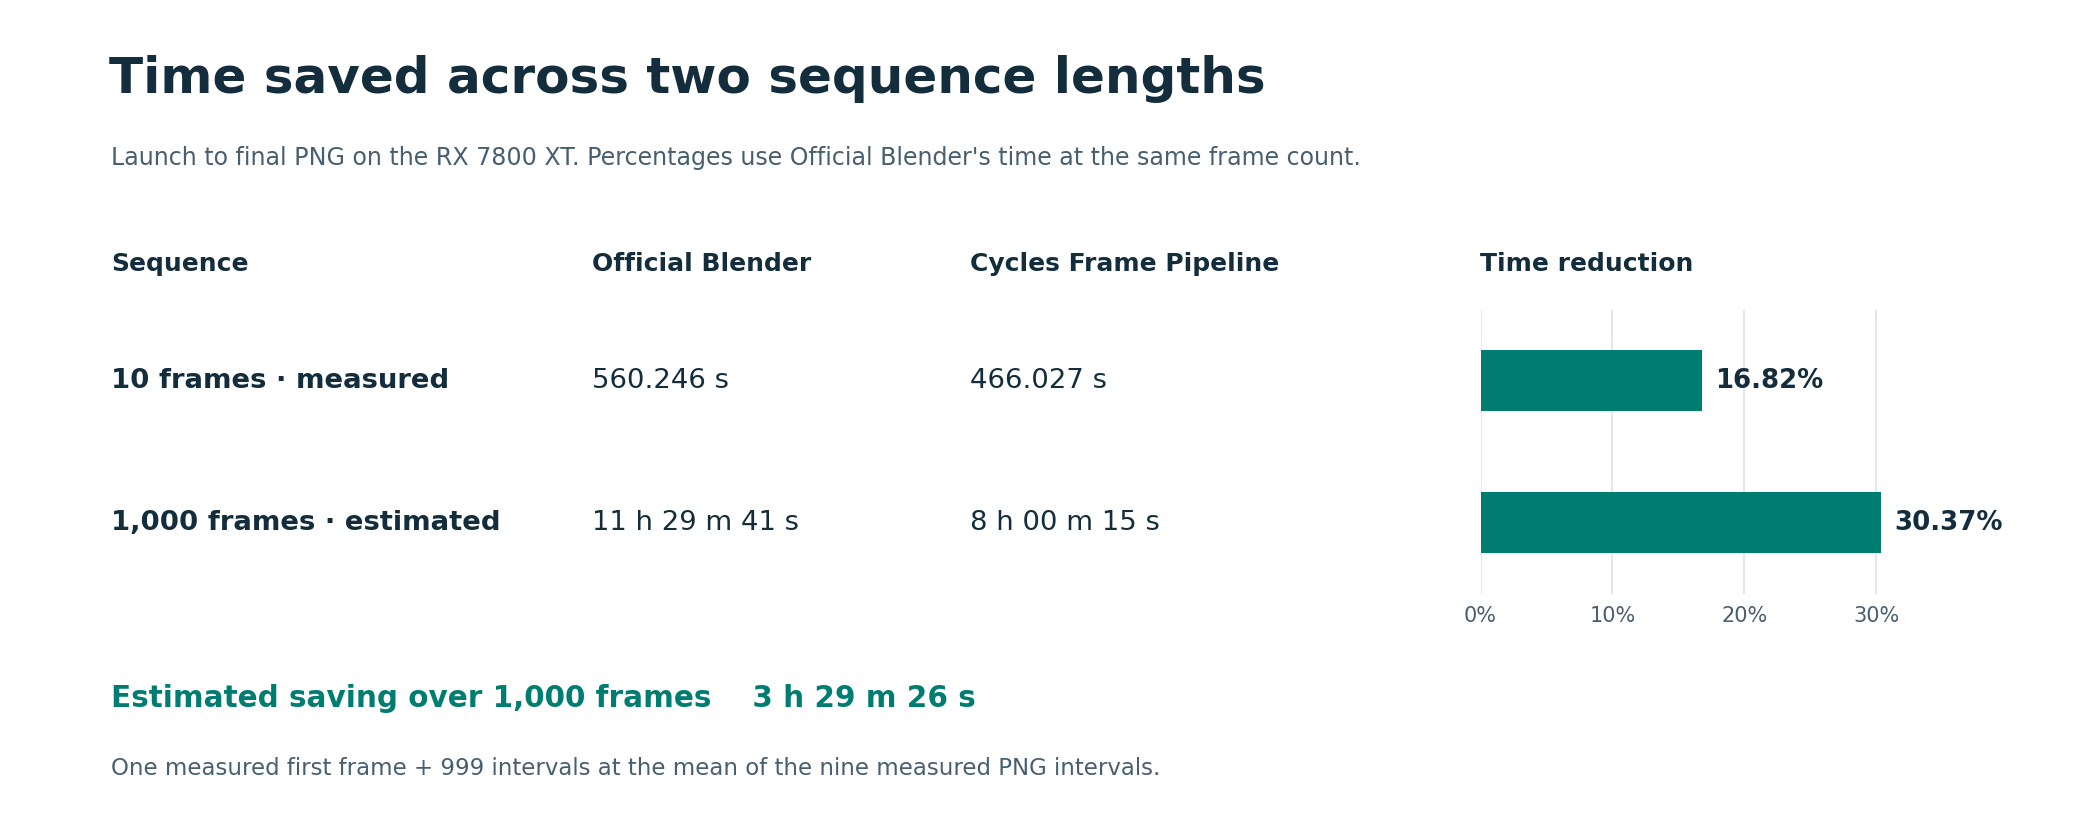 Time saved across two sequence lengths
Launch to final PNG on the RX 7800 XT. Percentages use Official Blender's time at the same frame count.
Sequence Official Blender Cycles Frame Pipeline Time reduction
10 frames · measured 560.246 s 466.027 s 16.82%
1,000 frames · estimated 11 h 29 m 41 s 8 h 00 m 15 s 30.37%
0% 10% 20% 30%
Estimated saving over 1,000 frames 3 h 29 m 26 s
One measured first frame + 999 intervals at the mean of the nine measured PNG intervals.